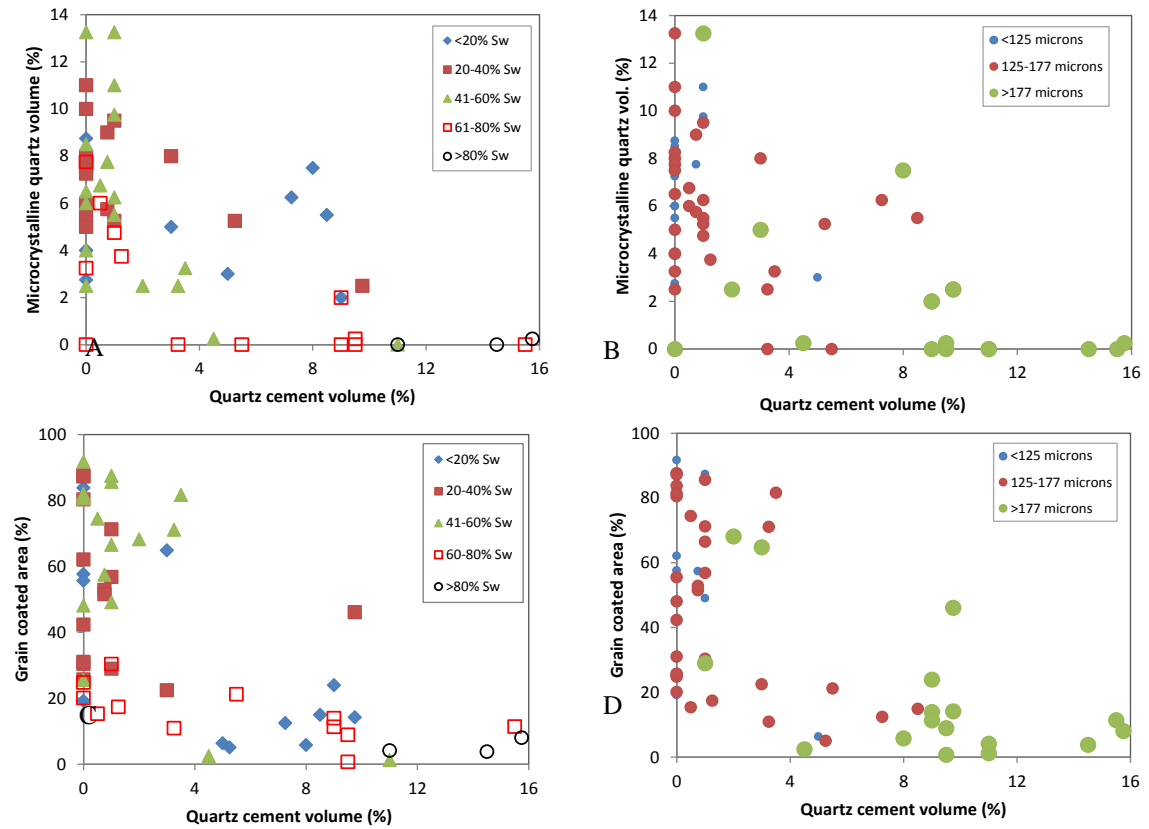 14
12
10
8
6
4
2
0
0
4
8
12
16
Microcrystalline quartz volume (%)
Quartz cement volume (%)
<20% Sw
20-40% Sw
41-60% Sw
61-80% Sw
>80% Sw
A
14
12
10
8
6
4
2
0
0
4
8
12
16
Microcrystalline quartz vol. (%)
Quartz cement volume (%)
<125 microns
125-177 microns
>177 microns
B
100
80
60
40
20
0
0
4
8
12
16
Grain coated area (%)
Quartz cement volume (%)
<20% Sw
20-40% Sw
41-60% Sw
60-80% Sw
>80% Sw
C
100
80
60
40
20
0
0
4
8
12
16
Grain coated area (%)
Quartz cement volume (%)
<125 microns
125-177 microns
>177 microns
D